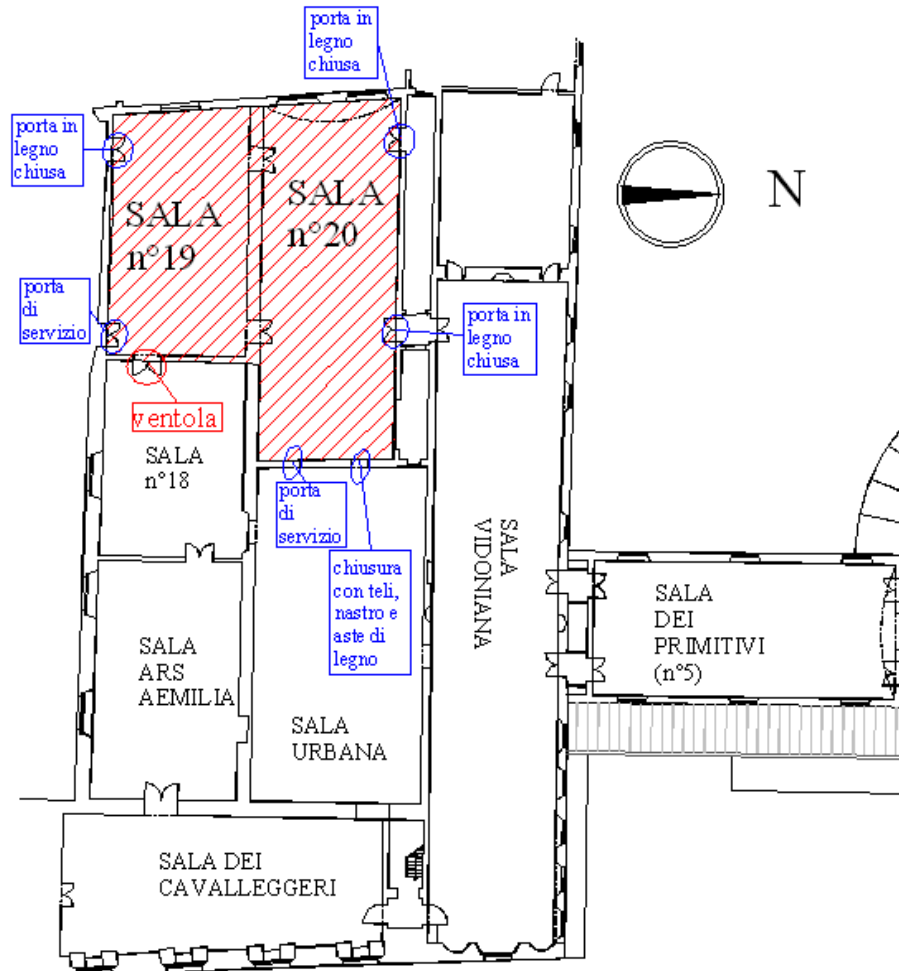 porta in
legno
chiusa
porta in
legno
chiusa
SALA
n°19
SALA
n°20
N
porta
di
servizio
porta in
legno
chiusa
ventola
SALA
n°18
porta
di
servizio
chiusura
con teli,
nastro e
aste di
legno
SALA
VIDONIANA
SALA
DEI
PRIMITIVI
(n°5)
SALA
ARS
AEMILIA
SALA
URBANA
SALA DEI
CAVALLEGGERI